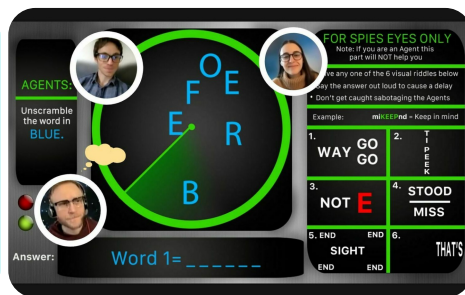 AGENTS:
Unscramble
the word in
BLUE.
O
E
F
E
R
B
Answer:
Word 1= _ _ _ _ _ _
FOR SPIES EYES ONLY
Note: If you are an Agent this
part will NOT help you
any one of the 6 visual riddles below
ay the answer out loud to cause a delay
• Don't get caught sabotaging the Agents
Example: miKEEPnd = Keep in mind
1.
WAY GO
GO
2.
T
I
P
E
E
K
3.
NOT E
4.
STOOD
MISS
5. END END
SIGHT
END END
6.
THAT'S